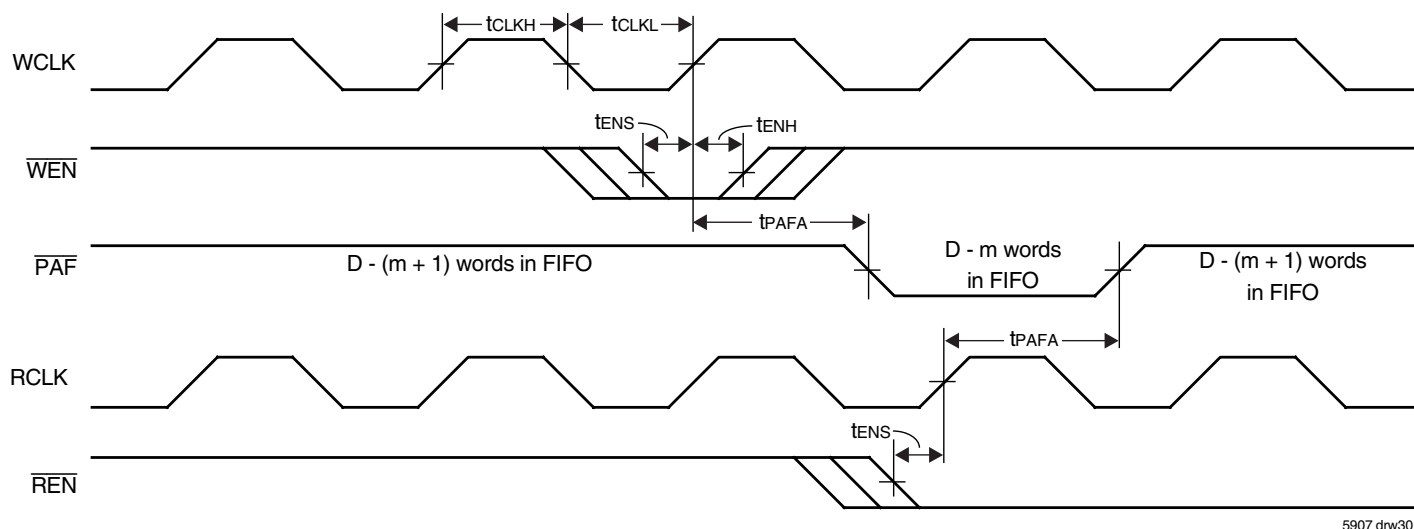 tCLKH
tCLKL
WCLK
tENS
tENH
WEN
tPAFA
PAF
D - (m + 1) words in FIFO
D - m words
in FIFO
D - (m + 1) words
in FIFO
tPAFA
RCLK
tENS
REN
5907 drw30